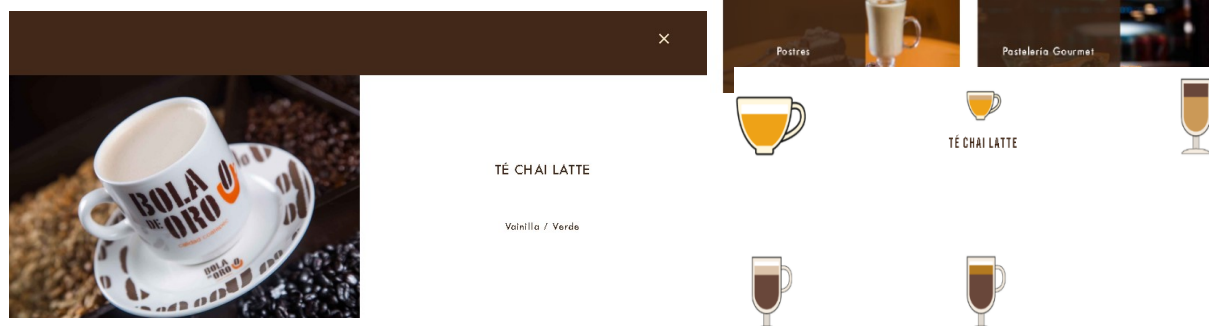 TÉ CHAI LATTE
Vainilla / Verde
BOLA
DE ORO
BOLA
DE ORO
Postres
Pastelería Gourmet
TÉ CHAI LATTE